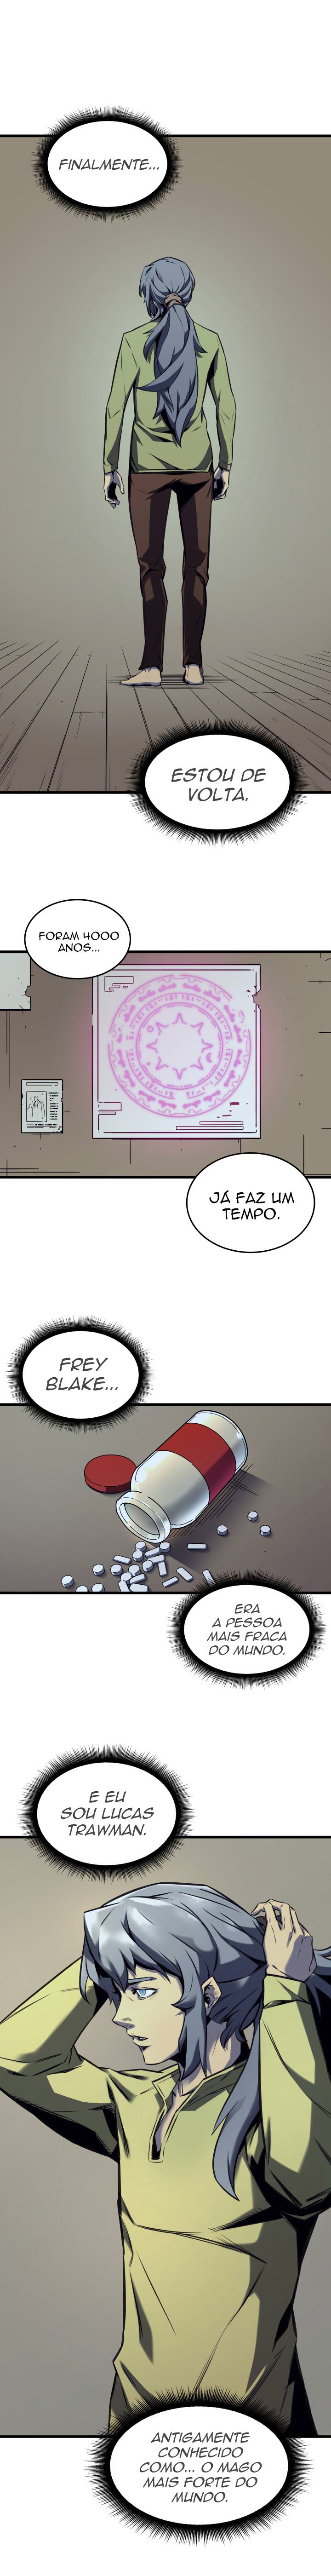 FINALMENTE...
ESTOU DE
VOLTA.
FORAM 4000
ANOS...
JÁ FAZ UM
TEMPO.
FREY
BLAKE...
ERA
A PESSOA
MAIS FRACA
DO MUNDO.
E EU
SOU LUCAS
TRAWMAN.
ANTIGAMENTE
CONHECIDO
COMO... O MAGO
MAIS FORTE DO
MUNDO.